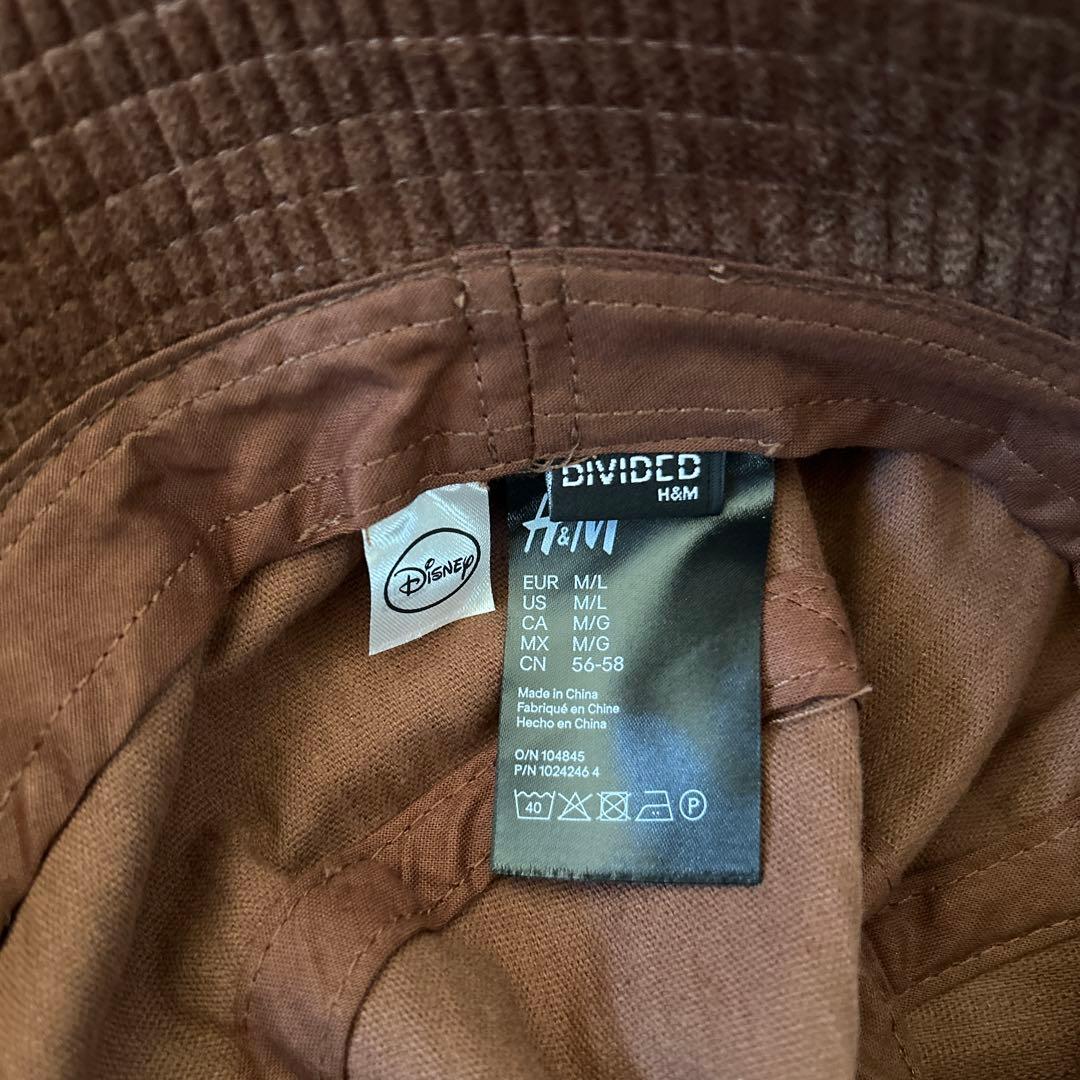 DIVIDED
H&M
Disney
H&M
EUR M/L
US M/L
CA M/G
MX M/G
CN 56-58
Made in China
Fabriqué en Chine
Hecho en China
O/N 104845
P/N 1024246 4
40
P